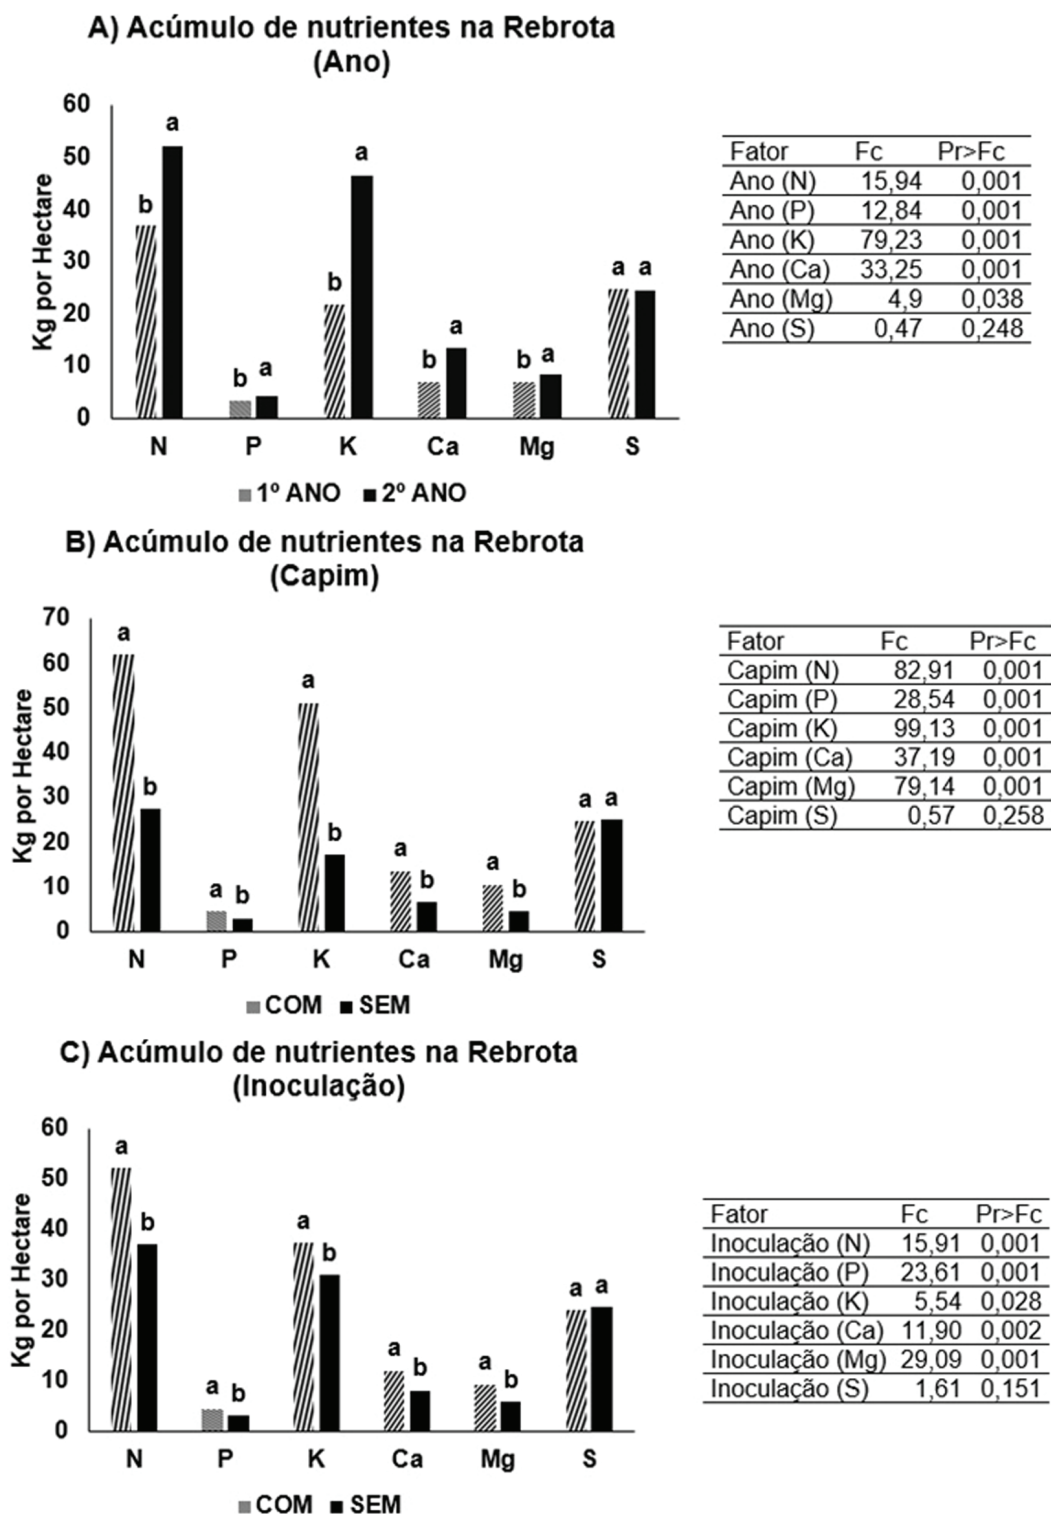 A) Acúmulo de nutrientes na Rebrota
(Ano)
Kg por Hectare
60
50
40
30
20
10
0
b a
b a
b a
b a
b a
a a
N P K Ca Mg S
1º ANO 2º ANO
Fator Fc Pr>Fc
Ano (N) 15,94 0,001
Ano (P) 12,84 0,001
Ano (K) 79,23 0,001
Ano (Ca) 33,25 0,001
Ano (Mg) 4,9 0,038
Ano (S) 0,47 0,248
B) Acúmulo de nutrientes na Rebrota
(Capim)
Kg por Hectare
70
60
50
40
30
20
10
0
a b
a b
a b
a b
a b
a a
N P K Ca Mg S
COM SEM
Fator Fc Pr>Fc
Capim (N) 82,91 0,001
Capim (P) 28,54 0,001
Capim (K) 99,13 0,001
Capim (Ca) 37,19 0,001
Capim (Mg) 79,14 0,001
Capim (S) 0,57 0,258
C) Acúmulo de nutrientes na Rebrota
(Inoculação)
Kg por Hectare
60
50
40
30
20
10
0
a b
a b
a b
a b
a b
a a
N P K Ca Mg S
COM SEM
Fator Fc Pr>Fc
Inoculação (N) 15,91 0,001
Inoculação (P) 23,61 0,001
Inoculação (K) 5,54 0,028
Inoculação (Ca) 11,90 0,002
Inoculação (Mg) 29,09 0,001
Inoculação (S) 1,61 0,151